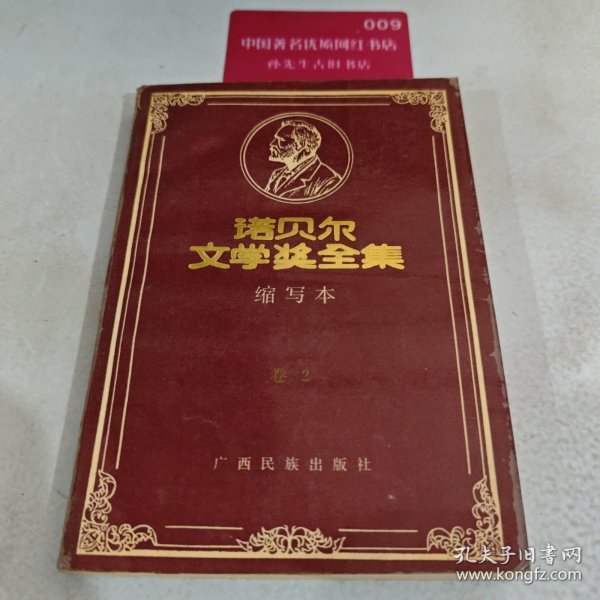 009
中国著名优质网红书店
孙先生古旧书店
诺贝尔
文学奖全集
缩写本
卷 2
广西民族出版社
孔夫子旧书网
www.kongfz.com